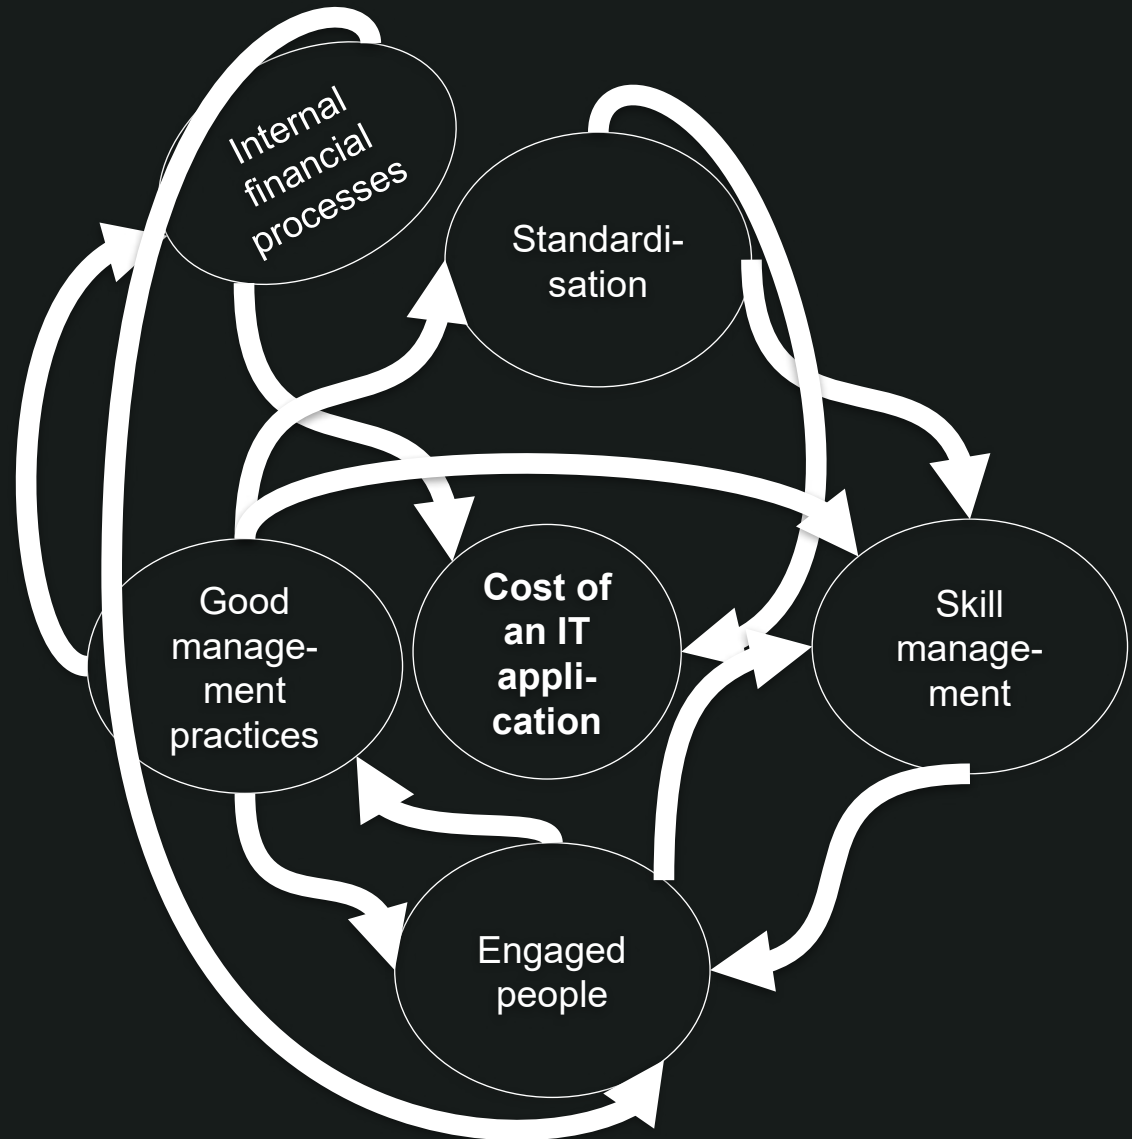 Internal
financial
processes
Standardi-
sation
Good
manage-
ment
practices
Cost of
an IT
appli-
cation
Skill
manage-
ment
Engaged
people